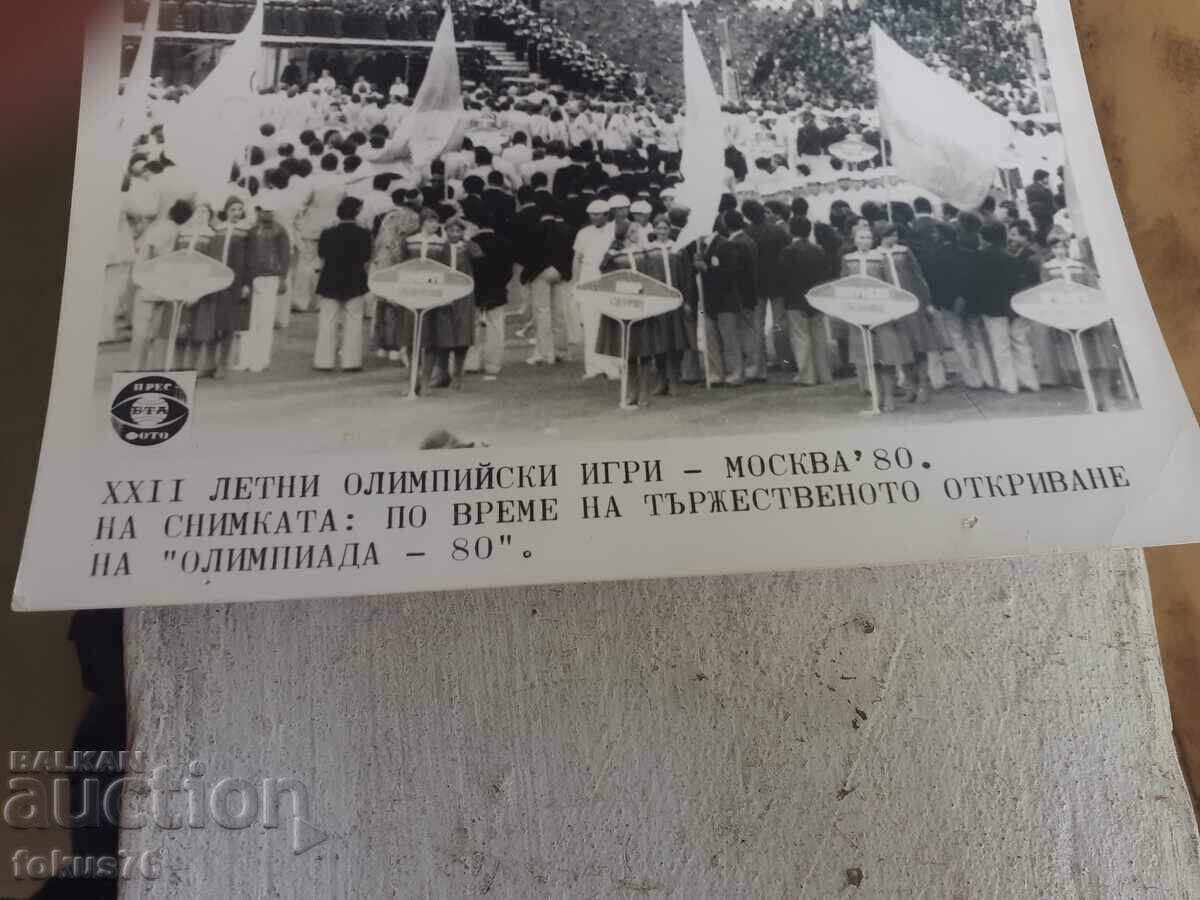 ПРЕС
БТА
ФОТО
XXII ЛЕТНИ ОЛИМПИЙСКИ ИГРИ – МОСКВА'80.
НА СНИМКАТА: ПО ВРЕМЕ НА ТЪРЖЕСТВЕНОТО ОТКРИВАНЕ
НА "ОЛИМПИАДА – 80".
BALKAN
auction
fokus76